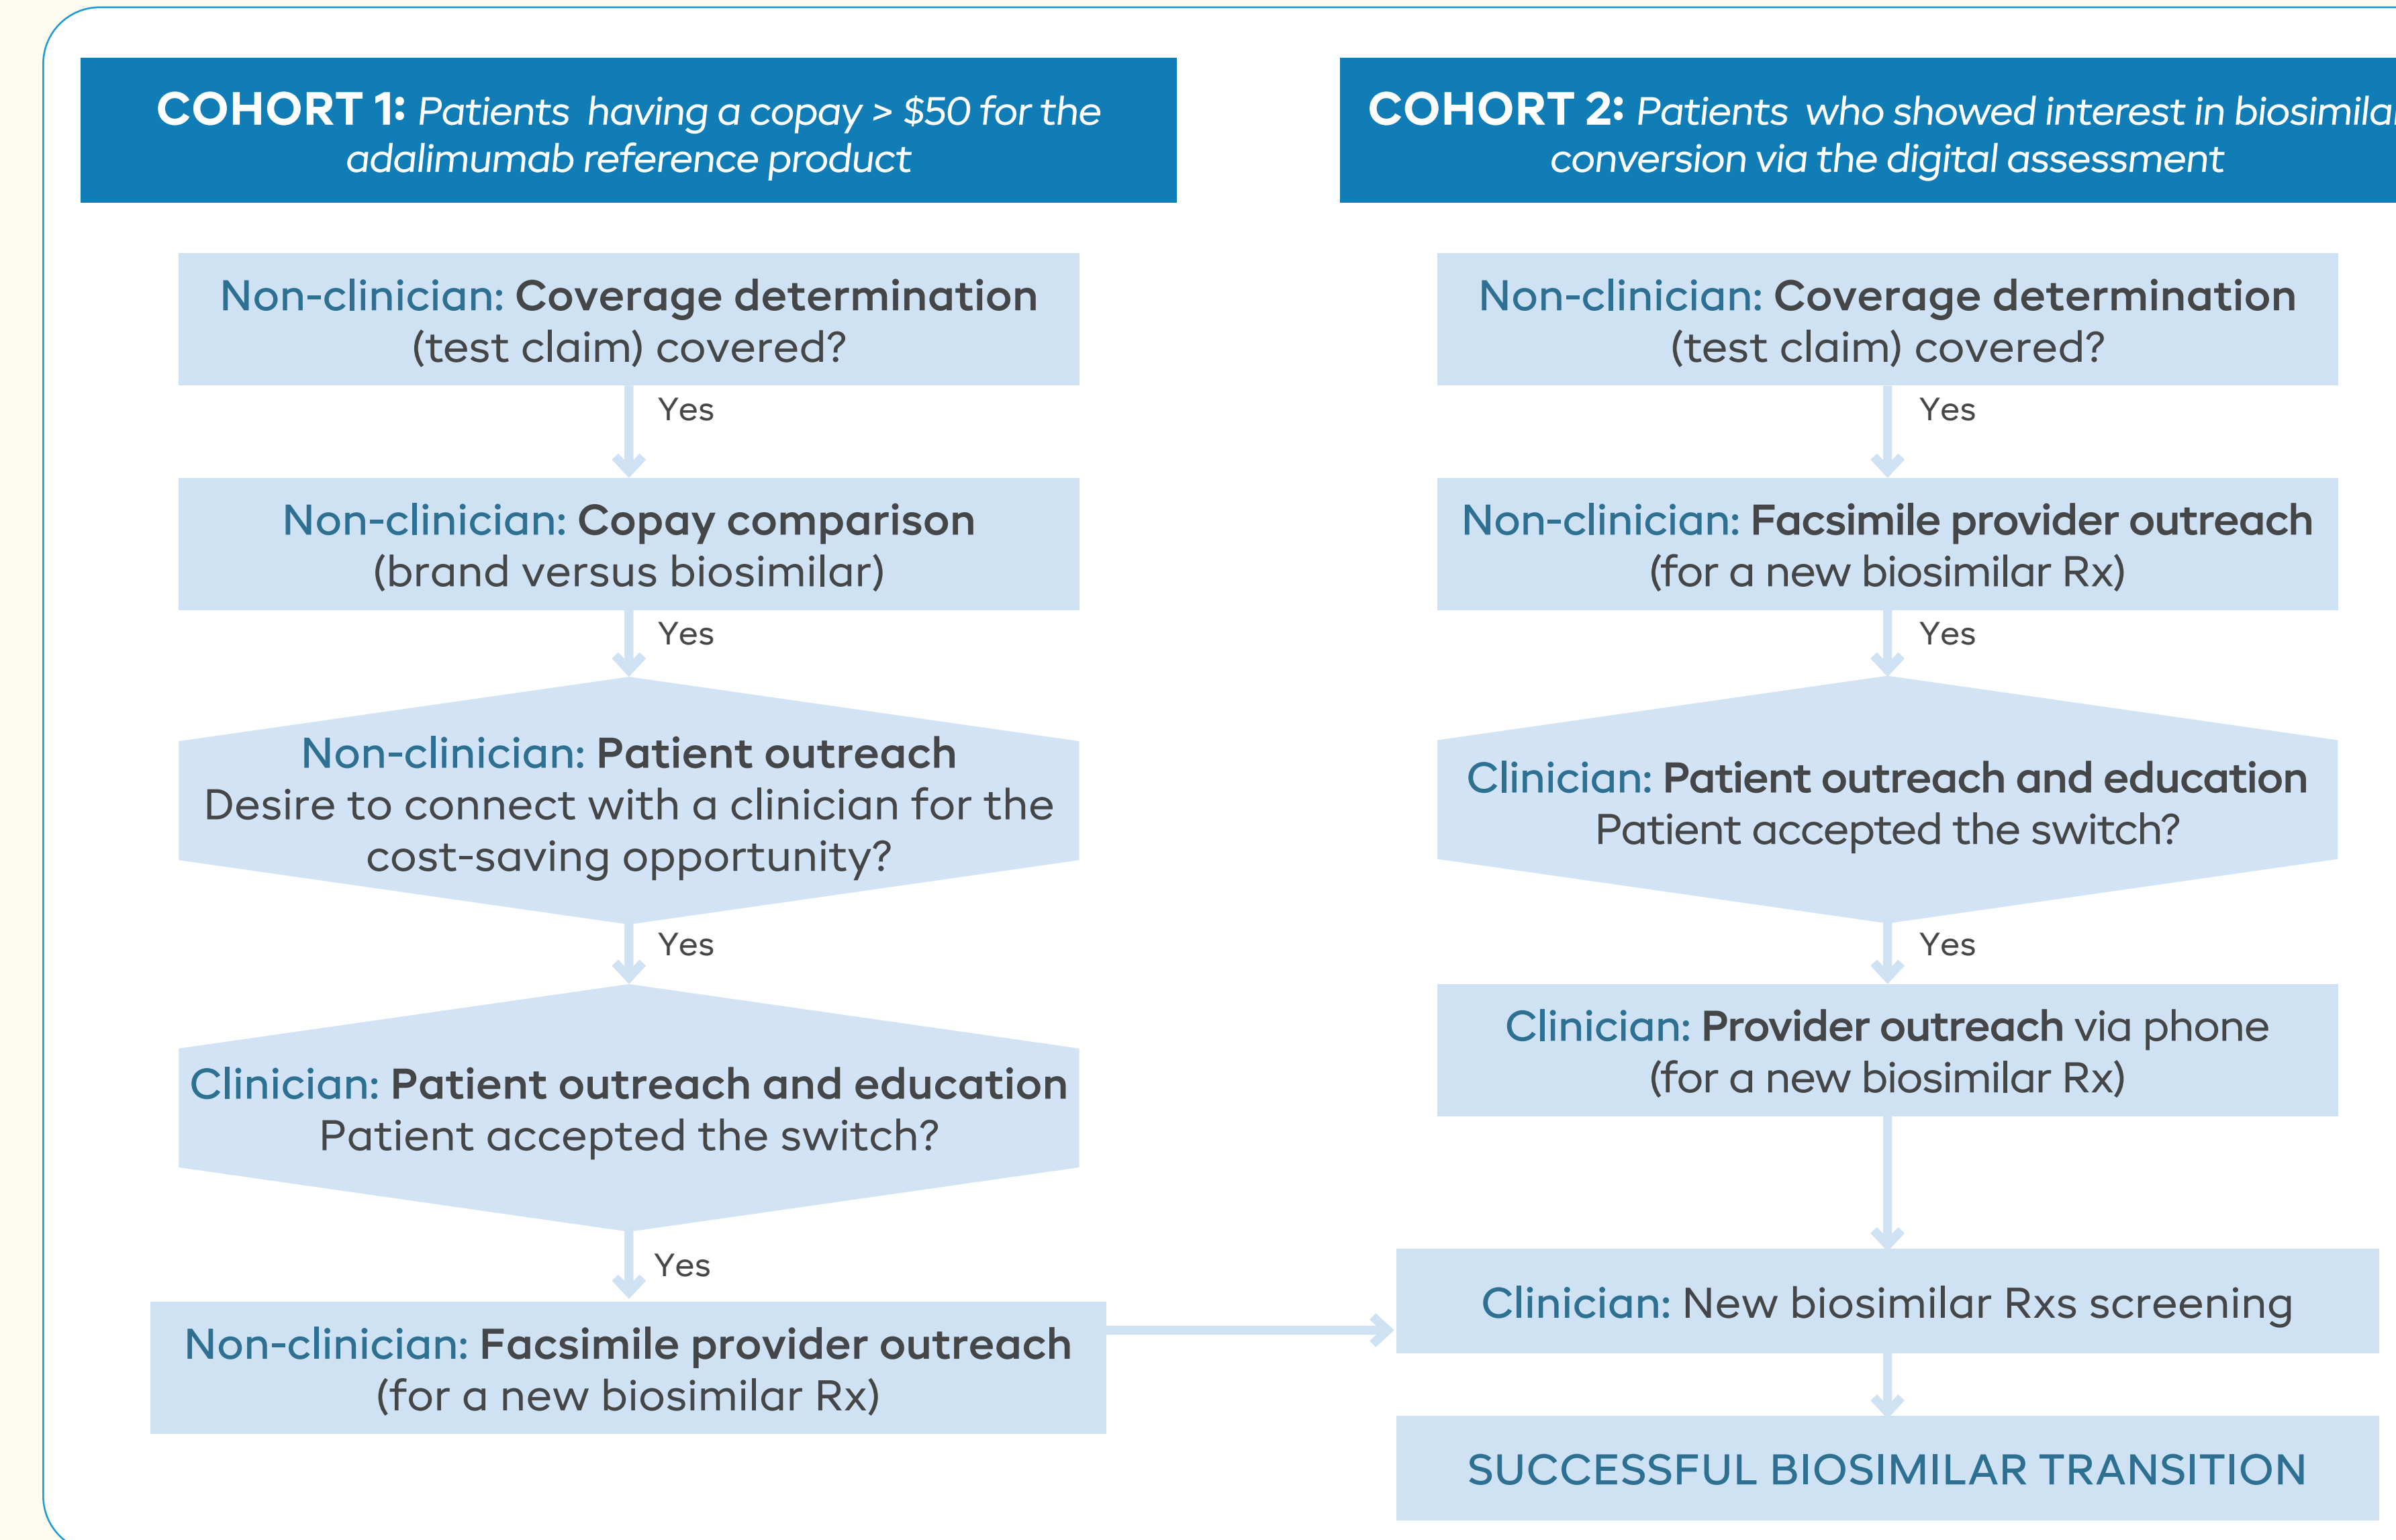 COHORT 1: Patients having a copay > $50 for the
adalimumab reference product
Non-clinician: Coverage determination
(test claim) covered?
Yes
Non-clinician: Copay comparison
(brand versus biosimilar)
Yes
Non-clinician: Patient outreach
Desire to connect with a clinician for the
cost-saving opportunity?
Yes
Clinician: Patient outreach and education
Patient accepted the switch?
Yes
Non-clinician: Facsimile provider outreach
(for a new biosimilar Rx)
COHORT 2: Patients who showed interest in biosimilar
conversion via the digital assessment
Non-clinician: Coverage determination
(test claim) covered?
Yes
Non-clinician: Facsimile provider outreach
(for a new biosimilar Rx)
Yes
Clinician: Patient outreach and education
Patient accepted the switch?
Yes
Clinician: Provider outreach via phone
(for a new biosimilar Rx)
Clinician: New biosimilar Rxs screening
SUCCESSFUL BIOSIMILAR TRANSITION